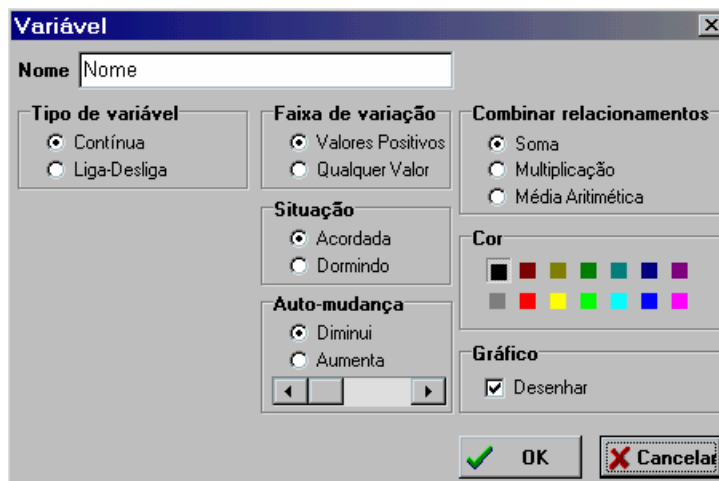 Variável
Nome Nome
Tipo de variável
Contínua
Liga-Desliga
Faixa de variação
Valores Positivos
Qualquer Valor
Situação
Acordada
Dormindo
Auto-mudança
Diminui
Aumenta
Combinar relacionamentos
Soma
Multiplicação
Média Aritimética
Cor
Gráfico
Desenhar
OK
Cancelar